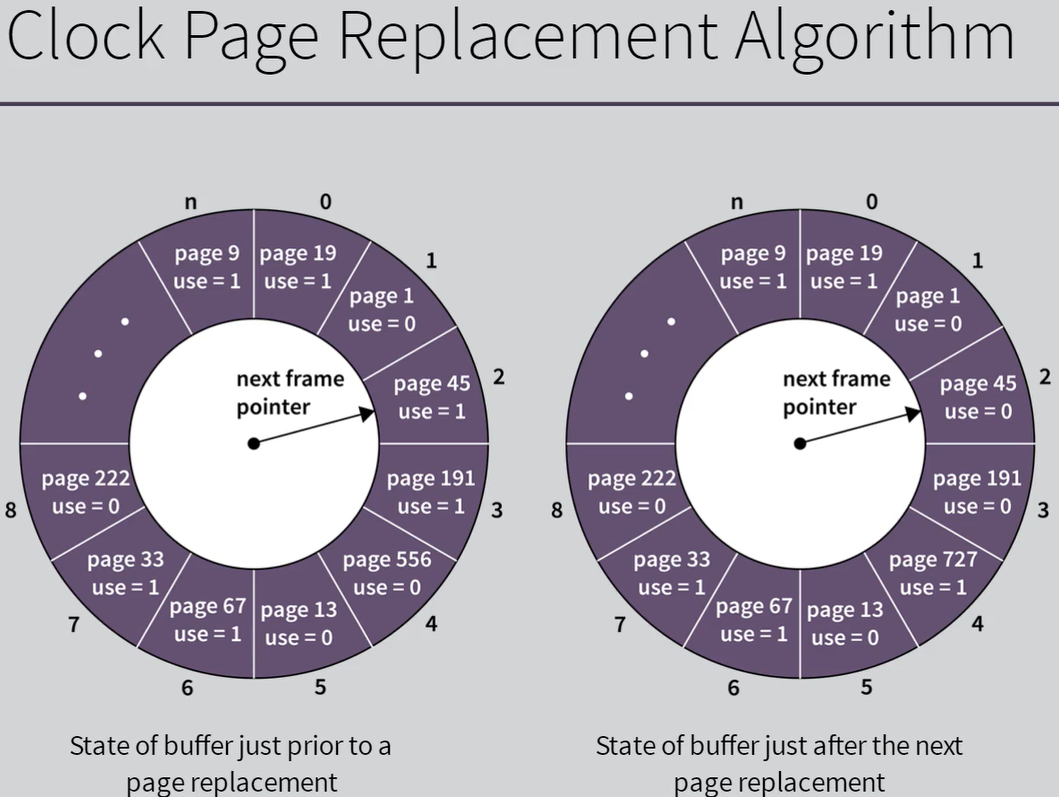 Clock Page Replacement Algorithm
n
0
page 9
use = 1
page 19
use = 1
1
page 1
use = 0
2
page 45
use = 1
next frame
pointer
page 191
use = 1
3
page 556
use = 0
4
page 13
use = 0
5
page 67
use = 1
6
page 33
use = 1
7
page 222
use = 0
8
State of buffer just prior to a
page replacement
n
0
page 9
use = 1
page 19
use = 1
1
page 1
use = 0
2
page 45
use = 0
next frame
pointer
page 191
use = 0
3
page 727
use = 1
4
page 13
use = 0
5
page 67
use = 1
6
page 33
use = 1
7
page 222
use = 0
8
State of buffer just after the next
page replacement